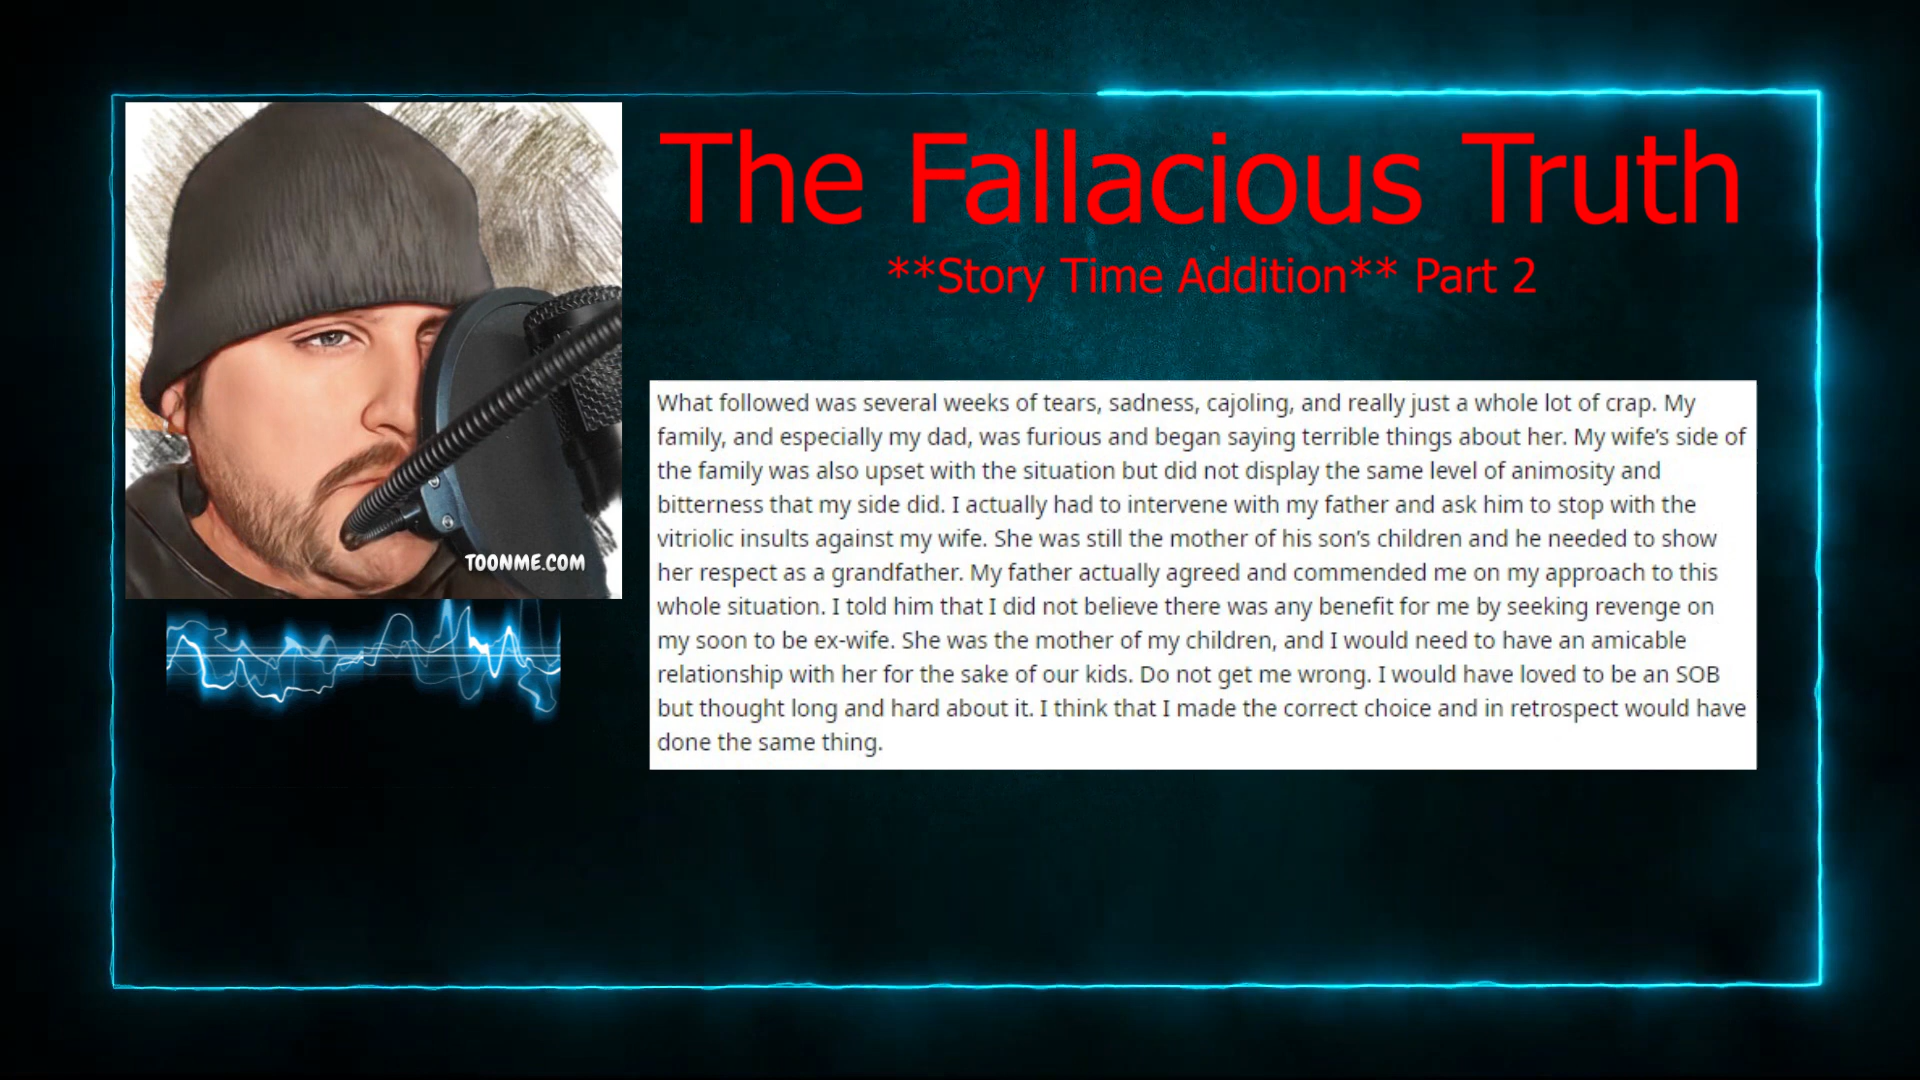 The Fallacious Truth
**Story Time Addition** Part 2
What followed was several weeks of tears, sadness, cajoling, and really just a whole lot of crap. My
family, and especially my dad, was furious and began saying terrible things about her. My wife's side of
the family was also upset with the situation but did not display the same level of animosity and
bitterness that my side did. I actually had to intervene with my father and ask him to stop with the
vitriolic insults against my wife. She was still the mother of his son's children and he needed to show
her respect as a grandfather. My father actually agreed and commended me on my approach to this
whole situation. I told him that I did not believe there was any benefit for me by seeking revenge on
my soon to be ex-wife. She was the mother of my children, and I would need to have an amicable
relationship with her for the sake of our kids. Do not get me wrong. I would have loved to be an SOB
but thought long and hard about it. I think that I made the correct choice and in retrospect would have
done the same thing.
TOONME.COM